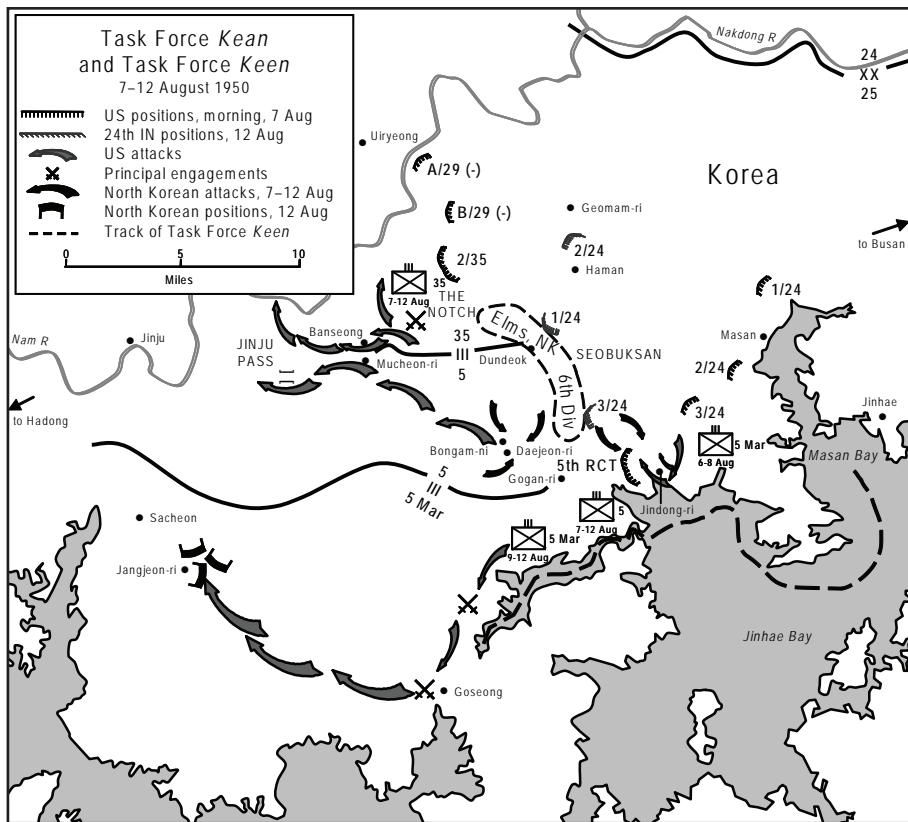 Task Force Kean
and Task Force Keen
7–12 August 1950
US positions, morning, 7 Aug
24th IN positions, 12 Aug
US attacks
Principal engagements
North Korean attacks, 7–12 Aug
North Korean positions, 12 Aug
Track of Task Force Keen
0 5 10
Miles
Nakdong R
24
XX
25
Uiryeong
A/29 (-)
Korea
B/29 (-)
Geomam-ri
to Busan
2/24
2/35
Haman
35
7-12 Aug
THE
NOTCH
1/24
Elms, NK
6th Div
1/24
Masan
Nam R
Jinju
Banseong
JINJU
PASS
Mucheon-ri
35
III
5
Dundeok
SEOBUKSAN
2/24
to Hadong
3/24
3/24
Jinhae
5 Mar
6-8 Aug
Masan Bay
Bongam-ni
Daejeon-ri
5th RCT
Gogan-ri
Jindong-ri
5
III
5 Mar
5
7-12 Aug
Sacheon
5 Mar
9-12 Aug
Jangjeon-ri
Jinhae Bay
Goseong